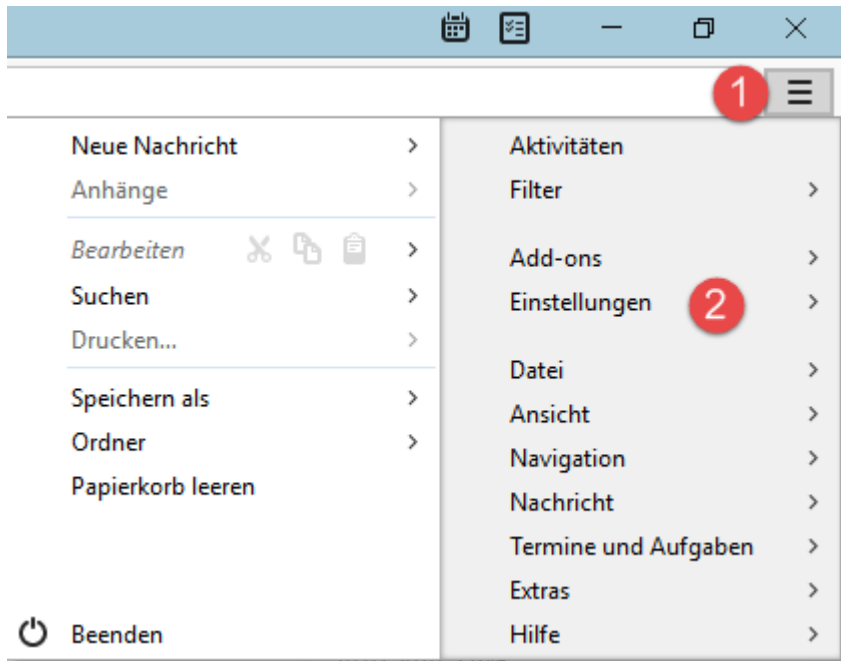 1
Neue Nachricht
Anhänge
Bearbeiten
Suchen
Drucken...
Speichern als
Ordner
Papierkorb leeren
Beenden
Aktivitäten
Filter
Add-ons
Einstellungen 2
Datei
Ansicht
Navigation
Nachricht
Termine und Aufgaben
Extras
Hilfe